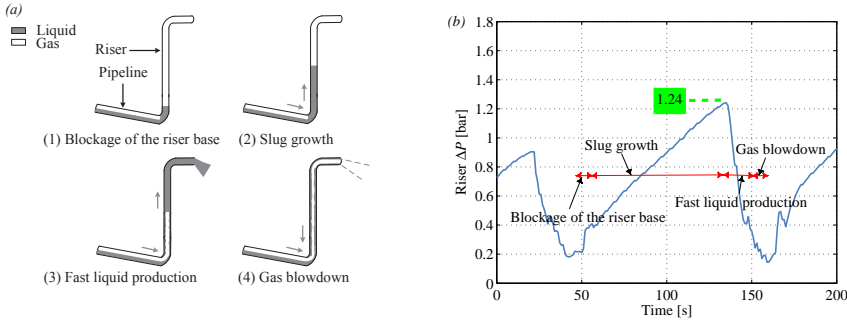 (a)
Liquid
Gas
Riser
Pipeline
(1) Blockage of the riser base
(2) Slug growth
(3) Fast liquid production
(4) Gas blowdown
(b)
1.8
1.6
1.4
1.2
1
0.8
0.6
0.4
0.2
0
Riser ΔP [bar]
1.24
Slug growth
Gas blowdown
Blockage of the riser base
Fast liquid production
0 50 100 150 200
Time [s]